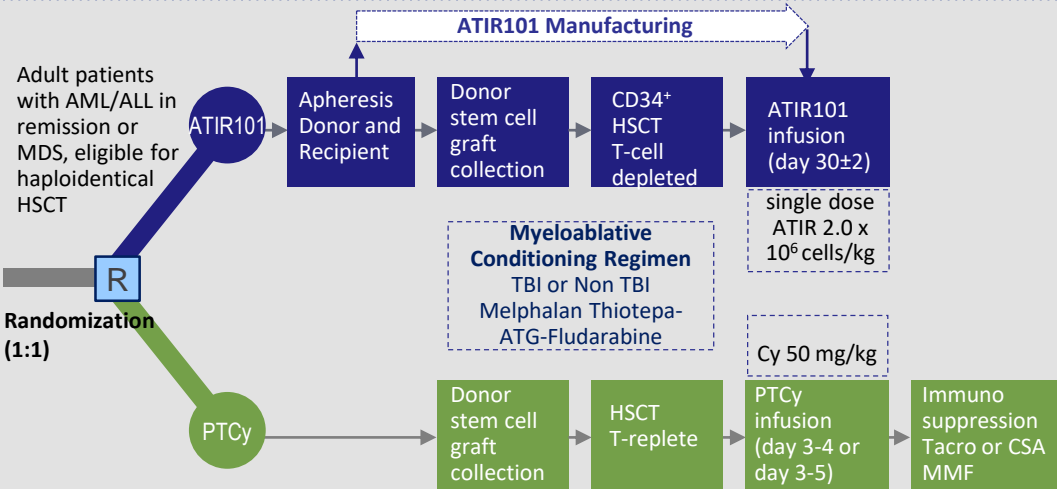 ATIR101 Manufacturing
Adult patients
with AML/ALL in
remission or
MDS, eligible for
haploidentical
HSCT
ATIR101
Apheresis
Donor and
Recipient
Donor
stem cell
graft
collection
CD34⁺
HSCT
T-cell
depleted
ATIR101
infusion
(day 30±2)
single dose
ATIR 2.0 x
10⁶ cells/kg
Myeloablative
Conditioning Regimen
TBI or Non TBI
Melphalan Thiotepa-
ATG-Fludarabine
R
Randomization
(1:1)
Cy 50 mg/kg
PTCy
Donor
stem cell
graft
collection
HSCT
T-replete
PTCy
infusion
(day 3-4 or
day 3-5)
Immuno
suppression
Tacro or CSA
MMF